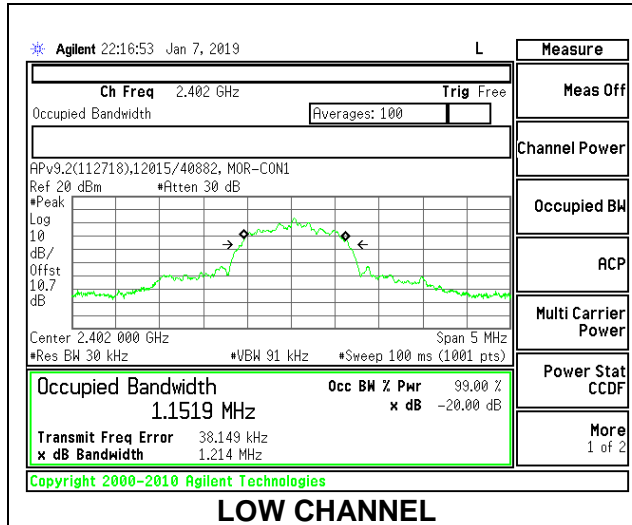 Agilent 22:16:53 Jan 7, 2019 L Measure
Ch Freq 2.402 GHz Trig Free Meas Off
Occupied Bandwidth Averages: 100
Channel Power
APv9.2(112718),12015/40882, MOR-CON1
Ref 20 dBm #Atten 30 dB
#Peak
Log
10
dB/
Offst
10.7
dB
Occupied BW
ACP
Center 2.402 000 GHz Span 5 MHz
#Res BW 30 kHz #VBW 91 kHz #Sweep 100 ms (1001 pts)
Multi Carrier
Power
Occupied Bandwidth Occ BW % Pwr 99.00 %
1.1519 MHz x dB -20.00 dB
Transmit Freq Error 38.149 kHz
x dB Bandwidth 1.214 MHz
Power Stat
CCDF
More
1 of 2
Copyright 2000-2010 Agilent Technologies
LOW CHANNEL